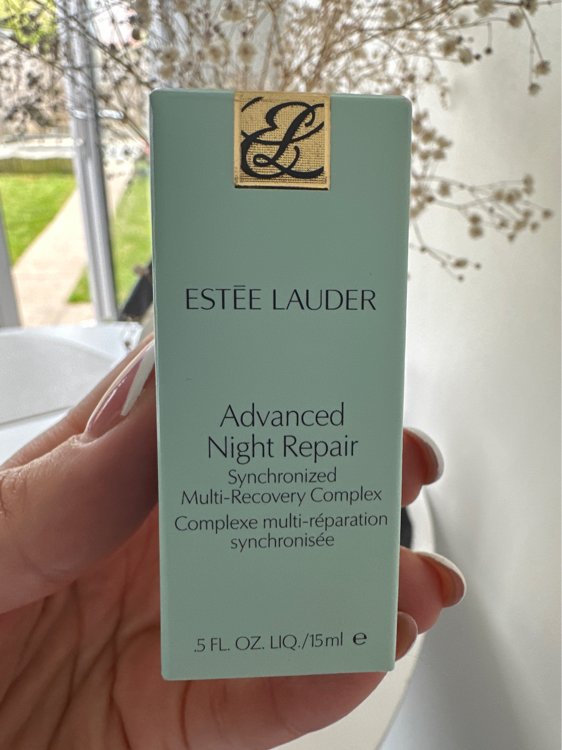 EL
ESTĒE LAUDER
Advanced
Night Repair
Synchronized
Multi-Recovery Complex
Complexe multi-réparation
synchronisée
.5 FL. OZ. LIQ./15ml ℮